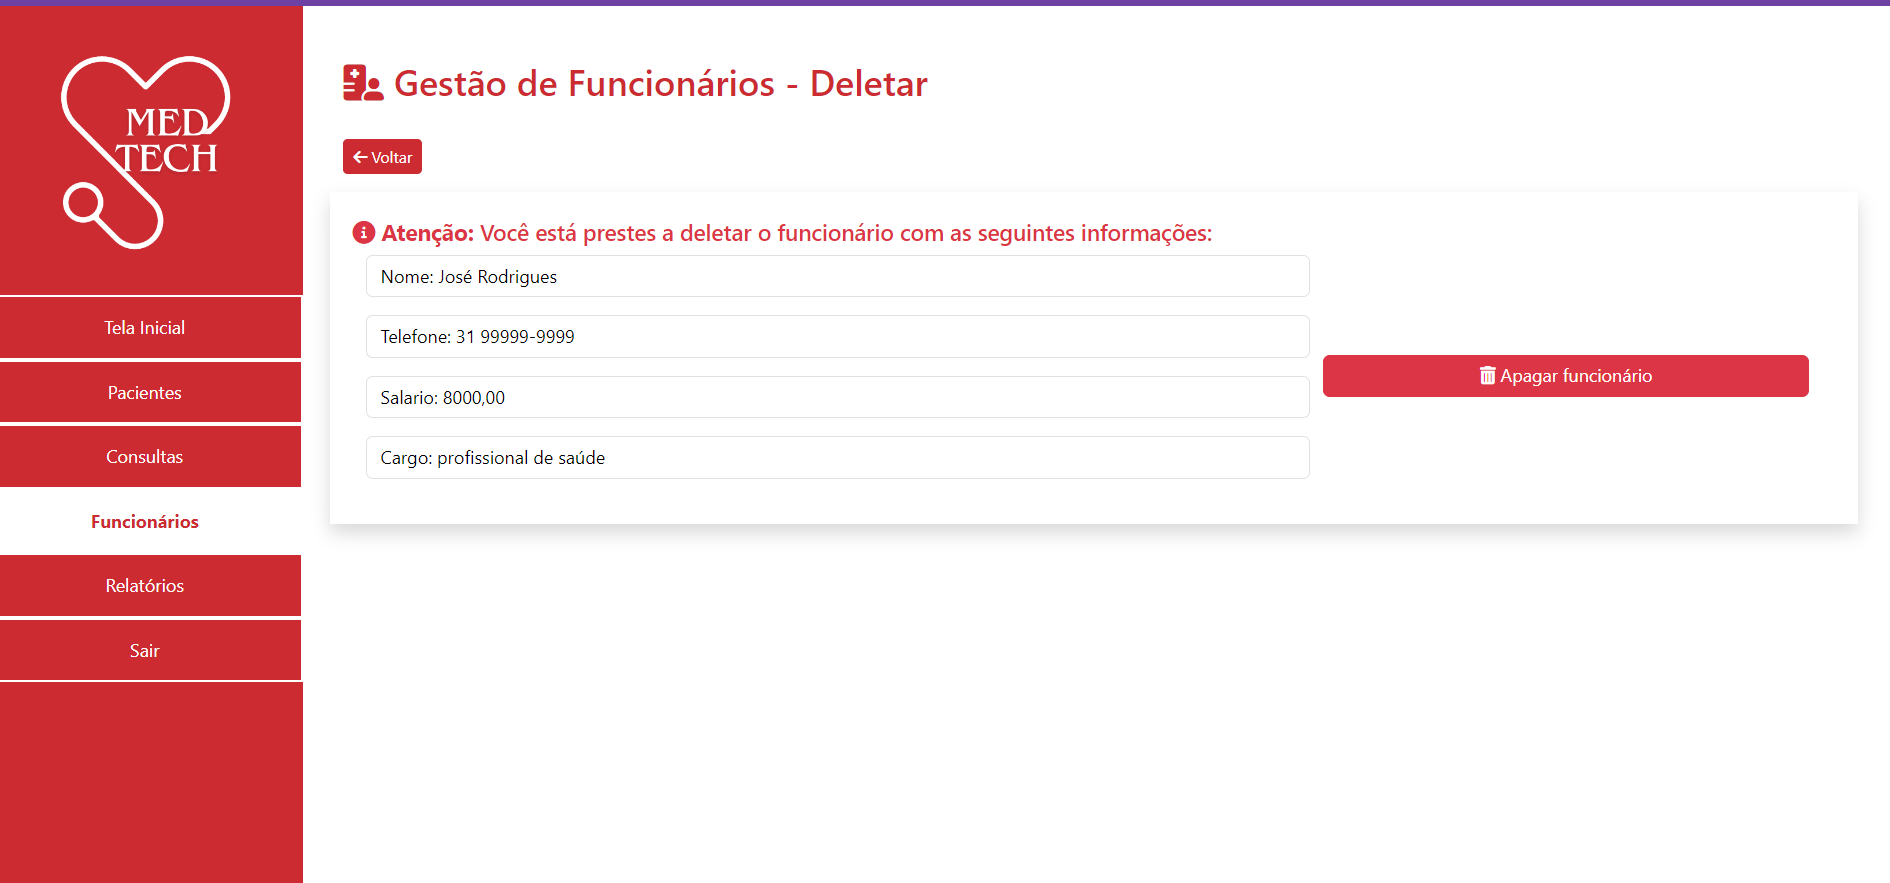 MED
TECH
Tela Inicial
Pacientes
Consultas
Funcionários
Relatórios
Sair
Gestão de Funcionários - Deletar
Voltar
Atenção: Você está prestes a deletar o funcionário com as seguintes informações:
Nome: José Rodrigues
Telefone: 31 99999-9999
Salario: 8000,00
Cargo: profissional de saúde
Apagar funcionário